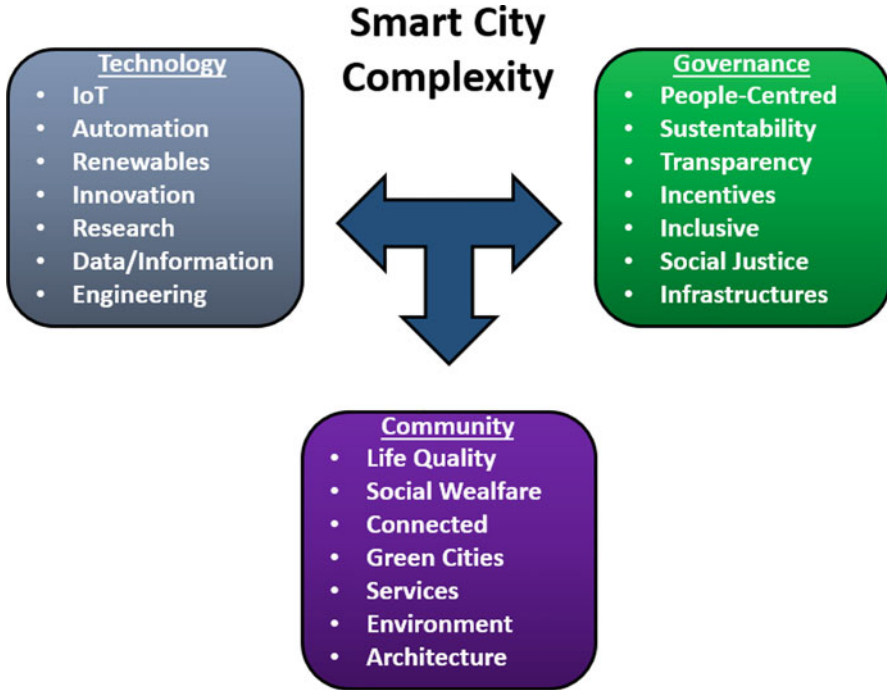 Smart City
Complexity
Technology
• IoT
• Automation
• Renewables
• Innovation
• Research
• Data/Information
• Engineering
Governance
• People-Centred
• Sustentability
• Transparency
• Incentives
• Inclusive
• Social Justice
• Infrastructures
Community
• Life Quality
• Social Wealfare
• Connected
• Green Cities
• Services
• Environment
• Architecture